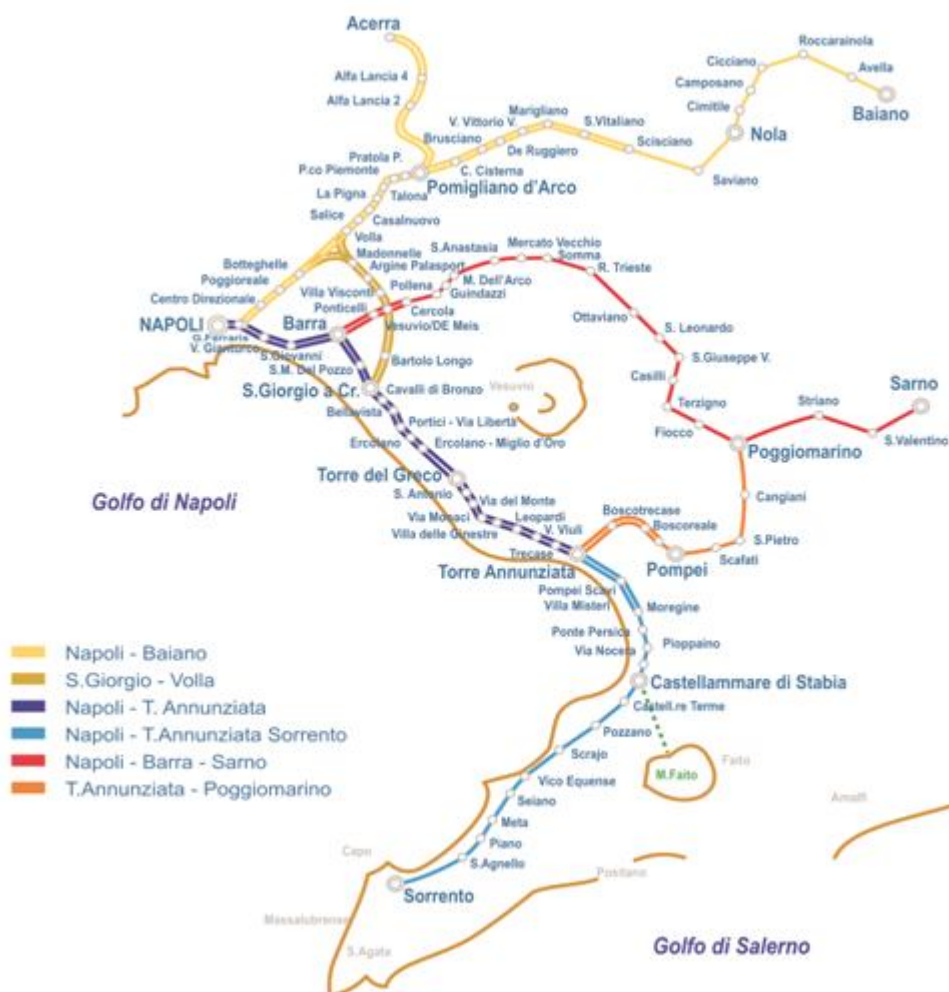 Acerra
Roccarainola
Cicciano
Avella
Alfa Lancia 4
Camposano
Alfa Lancia 2
Marigliano
Cimitile
Baiano
V. Vittorio V.
S.Vitaliano
Brusciano
Nola
De Ruggiero
Scisciano
Pratola P.
P.co Piemonte
C. Cisterna
Saviano
Pomigliano d'Arco
La Pigna
Talona
Salice
Casalnuovo
Volla
Mercato Vecchio
S.Anastasia
Madonnelle
Somma
Botteghelle
Argine Palasport
R. Trieste
Poggioreale
M. Dell'Arco
Villa Visconti
Pollena
Guindazzi
Centro Direzionale
Ponticelli
Cercola
Ottaviano
NAPOLI
Barra
Vesuvio/DE Meis
S. Leonardo
G.Ferraris
V. Gianturco
S.Giovanni
Bartolo Longo
S.Giuseppe V.
S.M. Del Pozzo
Casilli
Sarno
S.Giorgio a Cr.
Cavalli di Bronzo
Vesuvio
Bellavista
Terzigno
Striano
Portici - Via Libertà
Fiocco
Ercolano
Ercolano - Miglio d'Oro
S.Valentino
Poggiomarino
Torre del Greco
Golfo di Napoli
S. Antonio
Via del Monte
Cangiani
Via Monaci
Leopardi
Boscotrecase
Villa delle Ginestre
V. Viuli
Boscoreale
S.Pietro
Trecase
Scafati
Torre Annunziata
Pompei
Pompei Scavi
Villa Misteri
Moregine
Ponte Persica
Pioppaino
Via Nocera
Napoli - Baiano
S.Giorgio - Volla
Napoli - T. Annunziata
Napoli - T.Annunziata Sorrento
Napoli - Barra - Sarno
T.Annunziata - Poggiomarino
Castellammare di Stabia
Castell.re Terme
Pozzano
Scrajo
Faito
M.Faito
Vico Equense
Seiano
Amalfi
Meta
Piano
Capo
S.Agnello
Positano
Sorrento
Massalubrense
S.Agata
Golfo di Salerno